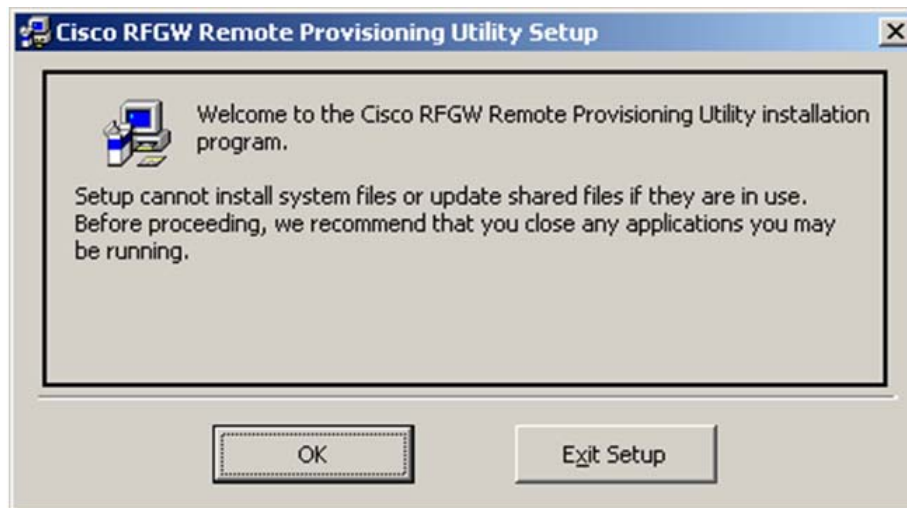 Cisco RFGW Remote Provisioning Utility Setup
Welcome to the Cisco RFGW Remote Provisioning Utility installation
program.
Setup cannot install system files or update shared files if they are in use.
Before proceeding, we recommend that you close any applications you may
be running.
OK
Exit Setup